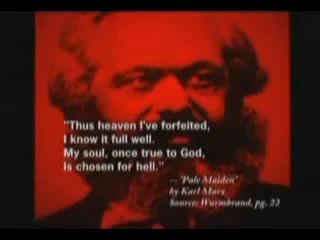 "Thus heaven I've forfeited,
I know it full well.
My soul, once true to God,
Is chosen for hell."
-- "Pale Maiden"
by Karl Marx
Source: Wurmbrand, pg. 22